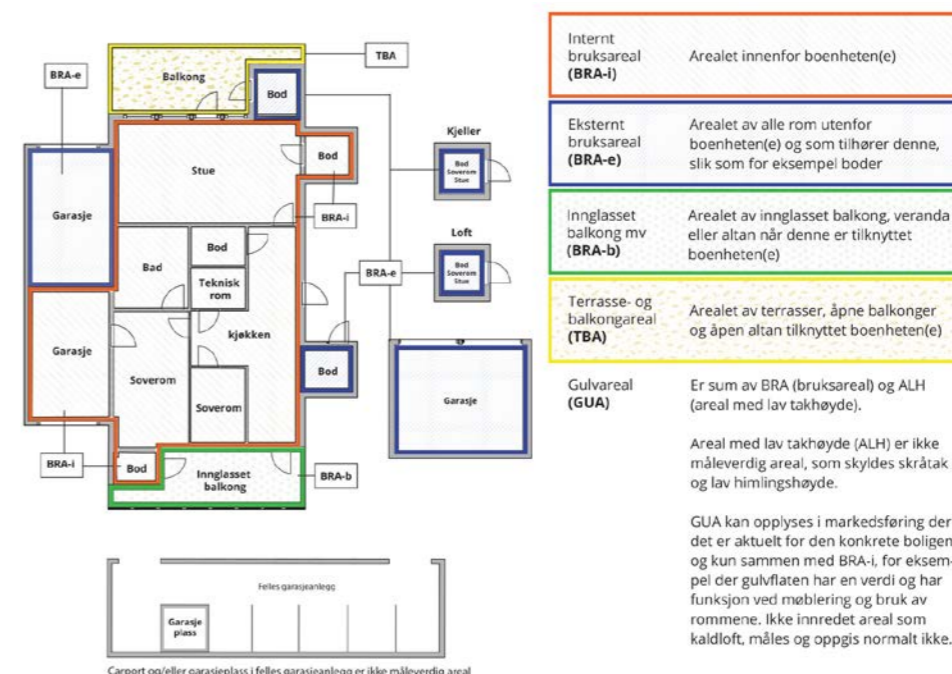 TBA
BRA-e
Balkong
Bod
Kjeller
Bod
Soverom
Stue
Stue
Bod
Garasje
BRA-i
Loft
Bod
Bad
Teknisk
rom
BRA-e
Bod
Soverom
Stue
kjøkken
Garasje
Soverom
Bod
Garasje
Soverom
BRA-i
Bod
Innglasset
balkong
BRA-b
Felles garasjeanlegg
Garasje
plass
Carport og/eller garasjeplass i felles garasjeanlegg er ikke måleverdig areal
Internt
bruksareal
(BRA-i)
Arealet innenfor boenheten(e)
Eksternt
bruksareal
(BRA-e)
Arealet av alle rom utenfor
boenheten(e) og som tilhører denne,
slik som for eksempel boder
Innglasset
balkong mv
(BRA-b)
Arealet av innglasset balkong, veranda
eller altan når denne er tilknyttet
boenheten(e)
Terrasse- og
balkongareal
(TBA)
Arealet av terrasser, åpne balkonger
og åpen altan tilknyttet boenheten(e)
Gulvareal
(GUA)
Er sum av BRA (bruksareal) og ALH
(areal med lav takhøyde).
Areal med lav takhøyde (ALH) er ikke
måleverdig areal, som skyldes skråtak
og lav himlingshøyde.
GUA kan opplyses i markedsføring der
det er aktuelt for den konkrete boligen
og kun sammen med BRA-i, for eksem-
pel der gulvflaten har en verdi og har
funksjon ved møblering og bruk av
rommene. Ikke innredet areal som
kaldloft, måles og oppgis normalt ikke.